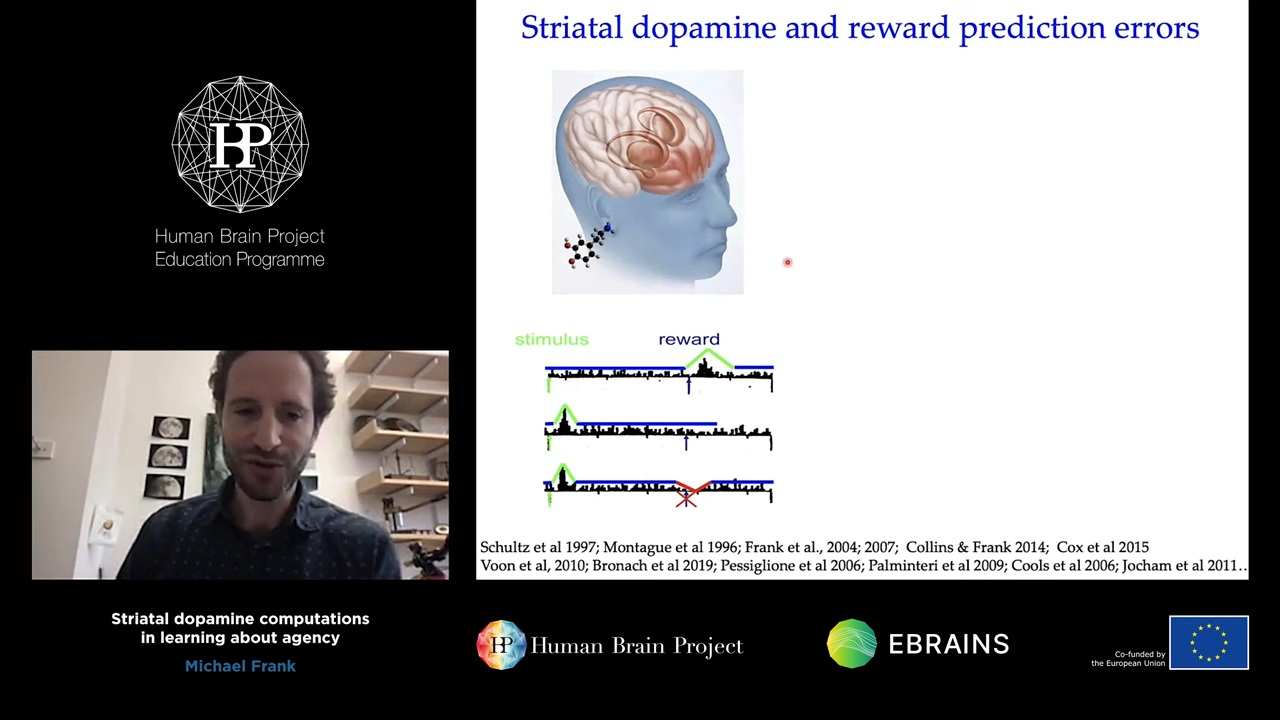 Striatal dopamine and reward prediction errors
HBP
Human Brain Project
Education Programme
stimulus
reward
Schultz et al 1997; Montague et al 1996; Frank et al., 2004; 2007; Collins & Frank 2014; Cox et al 2015
Voon et al, 2010; Bronach et al 2019; Pessiglione et al 2006; Palminteri et al 2009; Cools et al 2006; Jocham et al 2011..
Striatal dopamine computations
in learning about agency
Michael Frank
HBP
Human Brain Project
EBRAINS
Co-funded by
the European Union